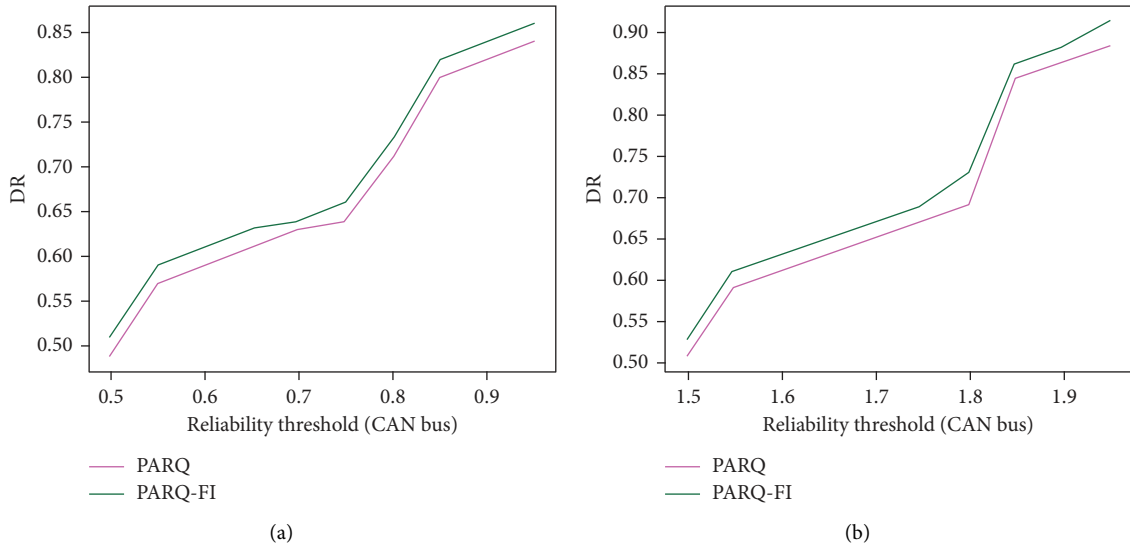 0.85
0.80
0.75
0.70
0.65
0.60
0.55
0.50
DR
0.5 0.6 0.7 0.8 0.9
Reliability threshold (CAN bus)
PARQ
PARQ-FI
(a)
0.90
0.85
0.80
0.75
0.70
0.65
0.60
0.55
0.50
DR
1.5 1.6 1.7 1.8 1.9
Reliability threshold (CAN bus)
PARQ
PARQ-FI
(b)